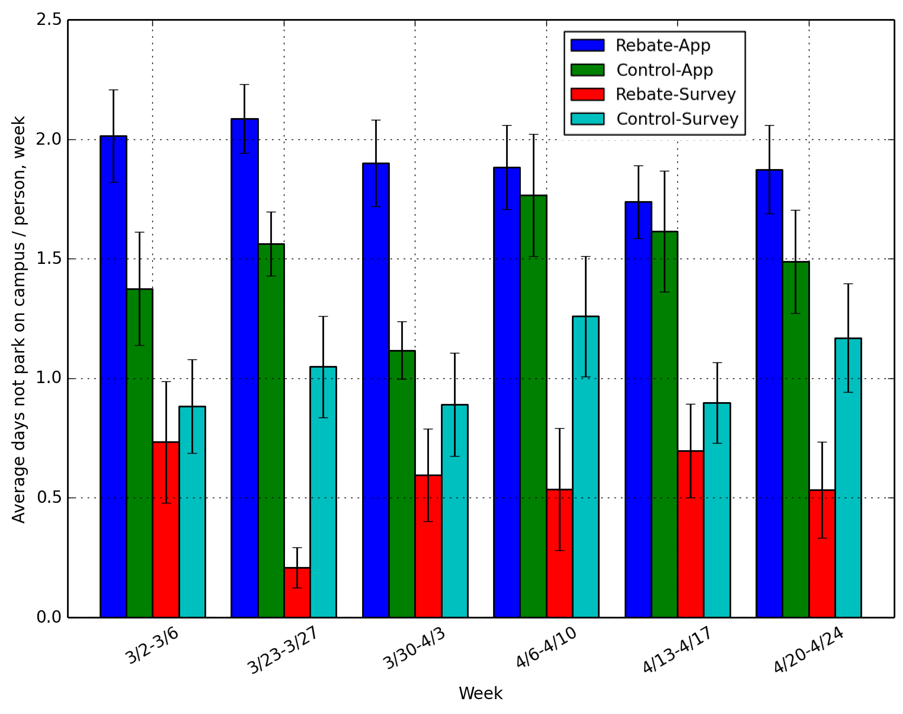 2.5
2.0
1.5
1.0
0.5
0.0
Average days not park on campus / person, week
Rebate-App
Control-App
Rebate-Survey
Control-Survey
3/2-3/6
3/23-3/27
3/30-4/3
4/6-4/10
4/13-4/17
4/20-4/24
Week